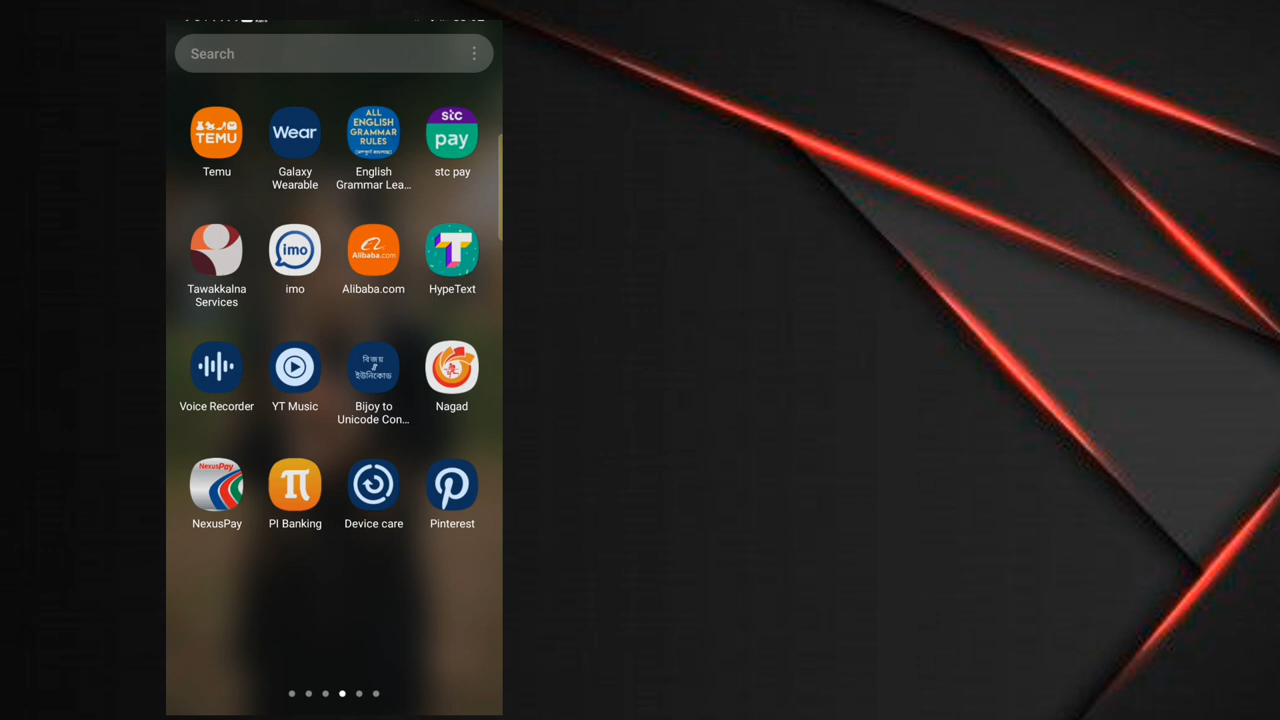 Search
TEMU
Wear
ALL
ENGLISH
GRAMMAR
RULES
stc
pay
Temu
Galaxy
Wearable
English
Grammar Lea...
stc pay
imo
Alibaba.com
T
Tawakkalna
Services
imo
Alibaba.com
HypeText
বিজয়
ইউনিকোড
Voice Recorder
YT Music
Bijoy to
Unicode Con...
Nagad
NexusPay
π
NexusPay
PI Banking
Device care
Pinterest